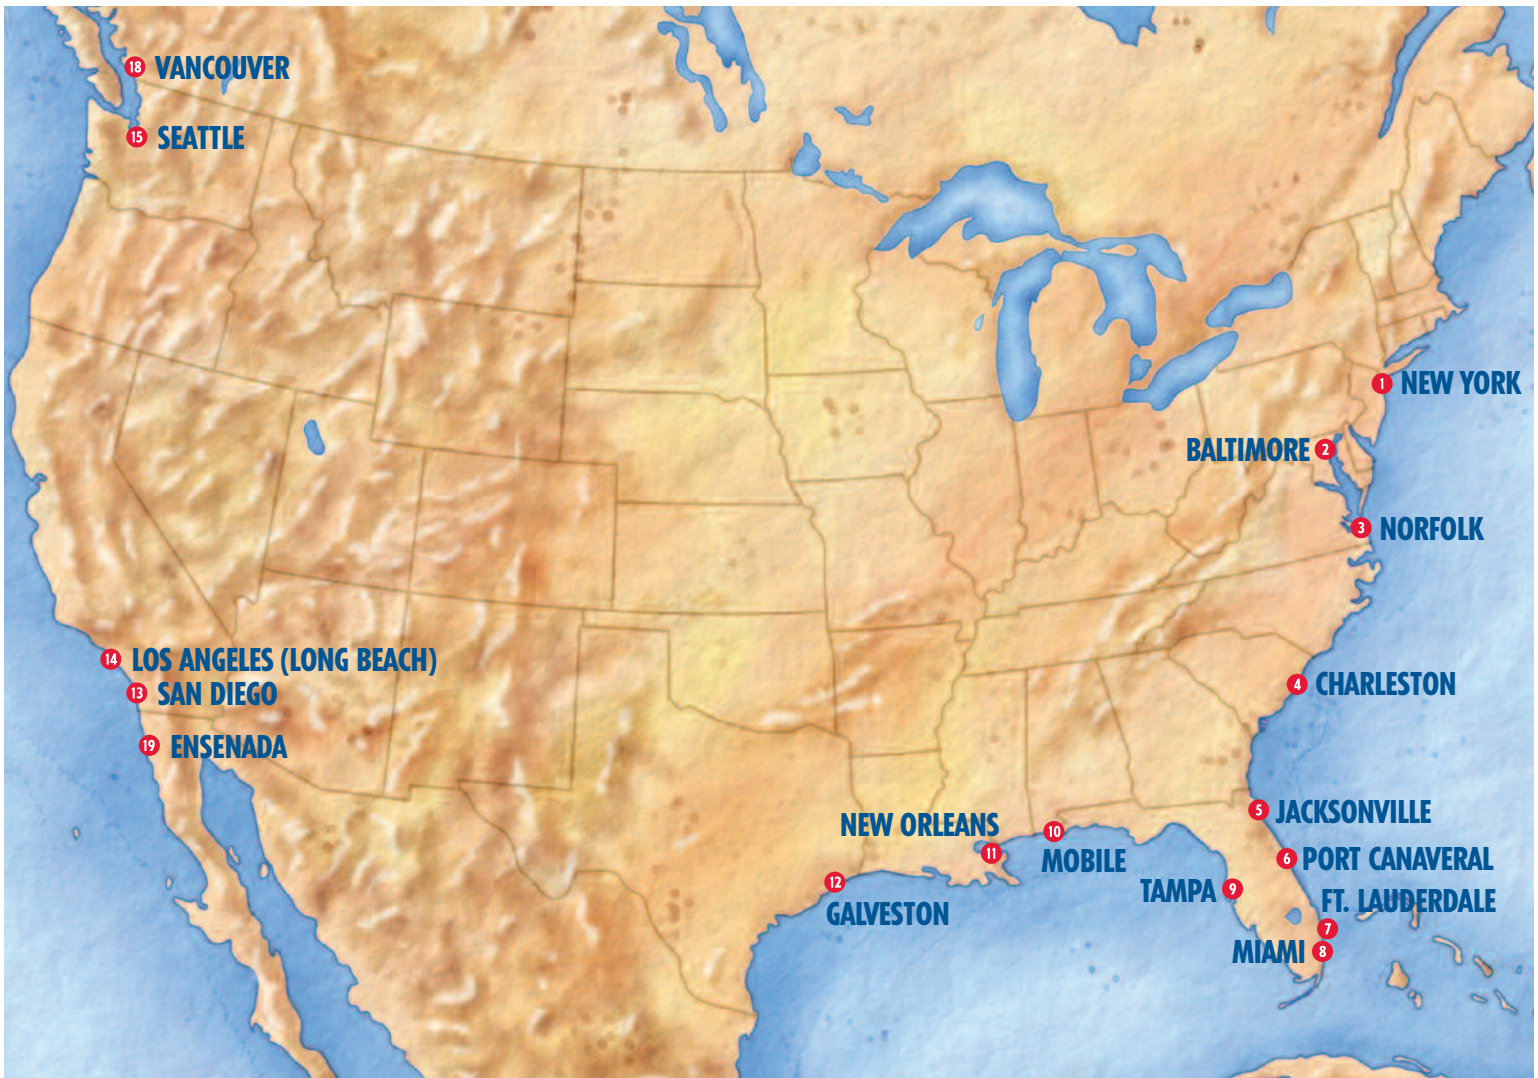 18 VANCOUVER
15 SEATTLE
1 NEW YORK
BALTIMORE 2
3 NORFOLK
14 LOS ANGELES (LONG BEACH)
13 SAN DIEGO
4 CHARLESTON
19 ENSENADA
5 JACKSONVILLE
NEW ORLEANS
11
10
MOBILE
6 PORT CANAVERAL
12
GALVESTON
TAMPA 9
FT. LAUDERDALE
7
MIAMI 8